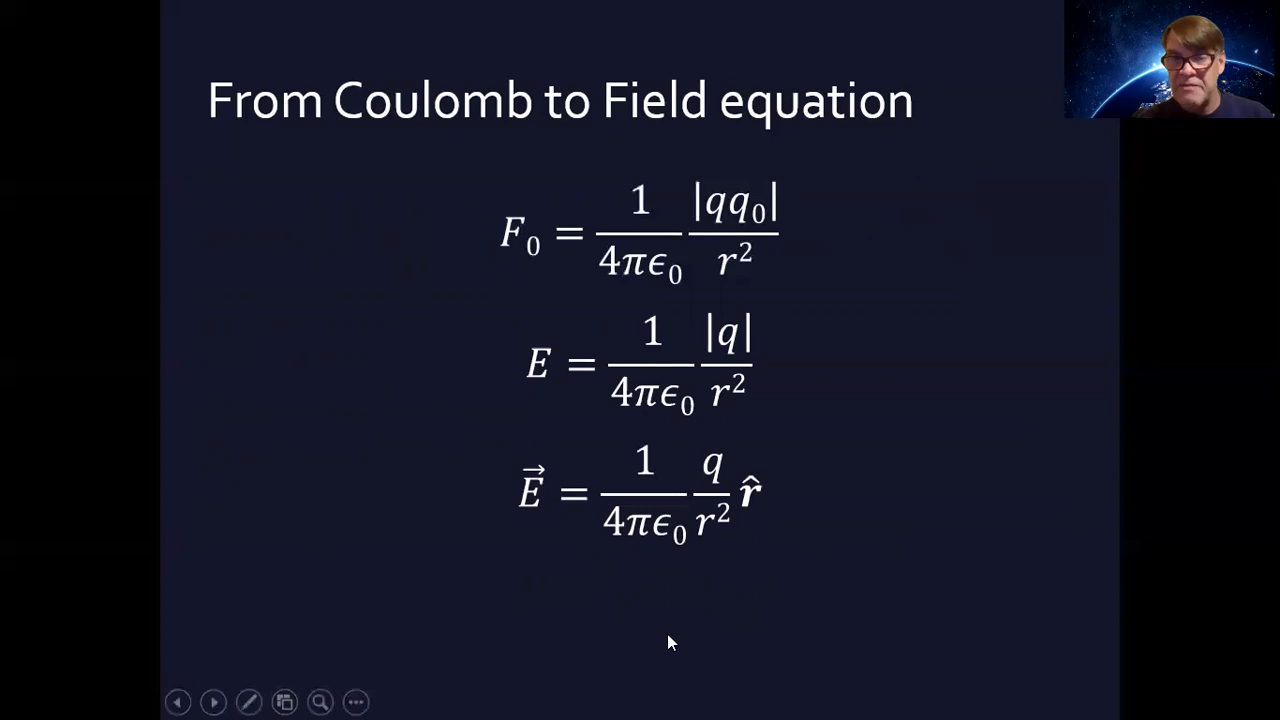 From Coulomb to Field equation
F₀ = 1/(4πϵ₀) |qq₀|/r²
E = 1/(4πϵ₀) |q|/r²
E⃗ = 1/(4πϵ₀) q/r² r̂